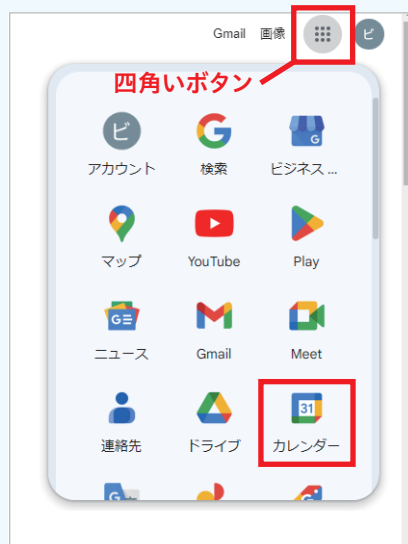 Gmail 画像 ビ
四角いボタン
ビ G
アカウント 検索 ビジネス ...
マップ YouTube Play
GE
ニュース Gmail Meet
31
連絡先 ドライブ カレンダー
G